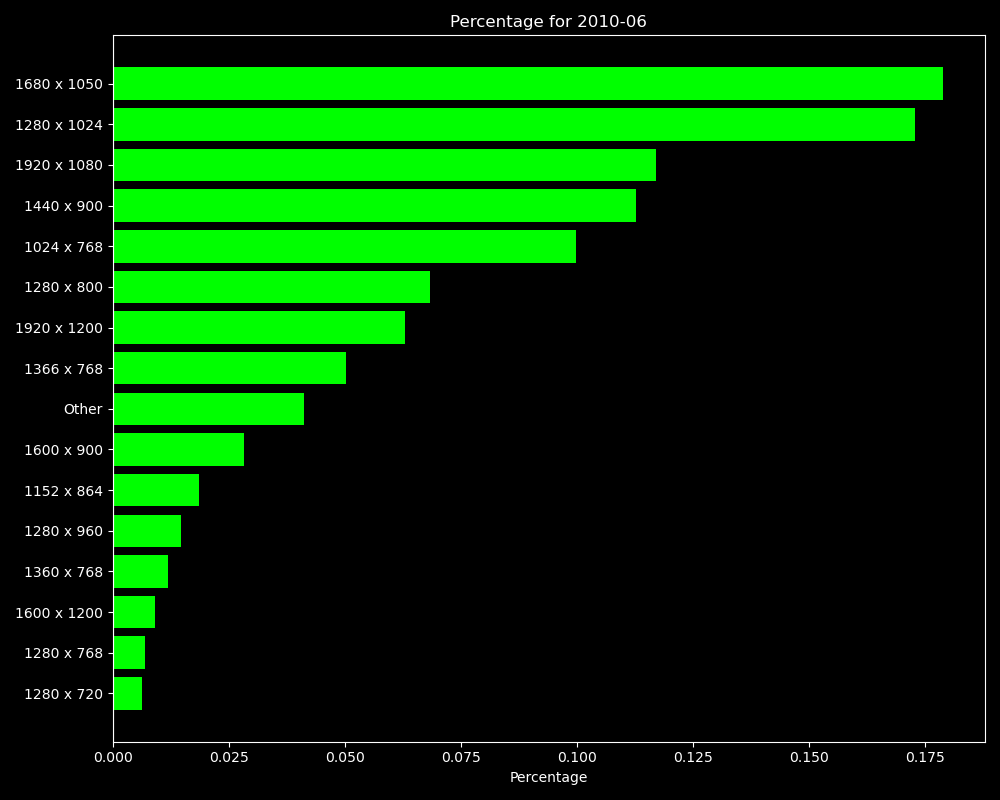 Percentage for 2010-06
1680 x 1050
1280 x 1024
1920 x 1080
1440 x 900
1024 x 768
1280 x 800
1920 x 1200
1366 x 768
Other
1600 x 900
1152 x 864
1280 x 960
1360 x 768
1600 x 1200
1280 x 768
1280 x 720
0.000 0.025 0.050 0.075 0.100 0.125 0.150 0.175
Percentage